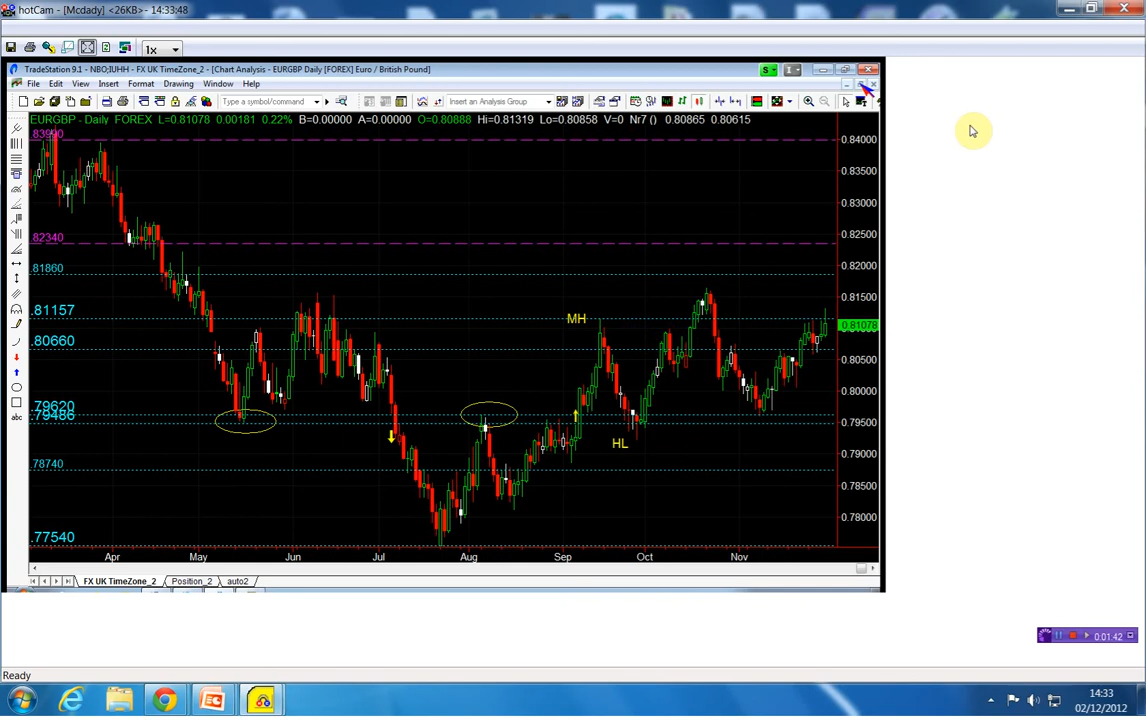 hotCam - [Mcdady] <26KB> - 14:33:48
1x
TradeStation 9.1 - NBO;IUHH - FX UK TimeZone_2 - [Chart Analysis - EURGBP Daily [FOREX] Euro / British Pound]
S
I
File Edit View Insert Format Drawing Window Help
Type a symbol/command
Insert an Analysis Group
EURGBP - Daily FOREX L=0.81078 0.00181 0.22% B=0.00000 A=0.00000 O=0.80888 Hi=0.81319 Lo=0.80858 V=0 Nr7 () 0.80865 0.80615
.83990
0.84000
0.83500
0.83000
.82340
0.82500
.81860
0.82000
0.81500
.81157
MH
0.81078
.80660
0.80500
0.80000
.79620
.79486
0.79500
HL
0.79000
.78740
0.78500
0.78000
.77540
Apr May Jun Jul Aug Sep Oct Nov
abc
FX UK TimeZone_2 Position_2 auto2
0:01:42
Ready
14:33
02/12/2012